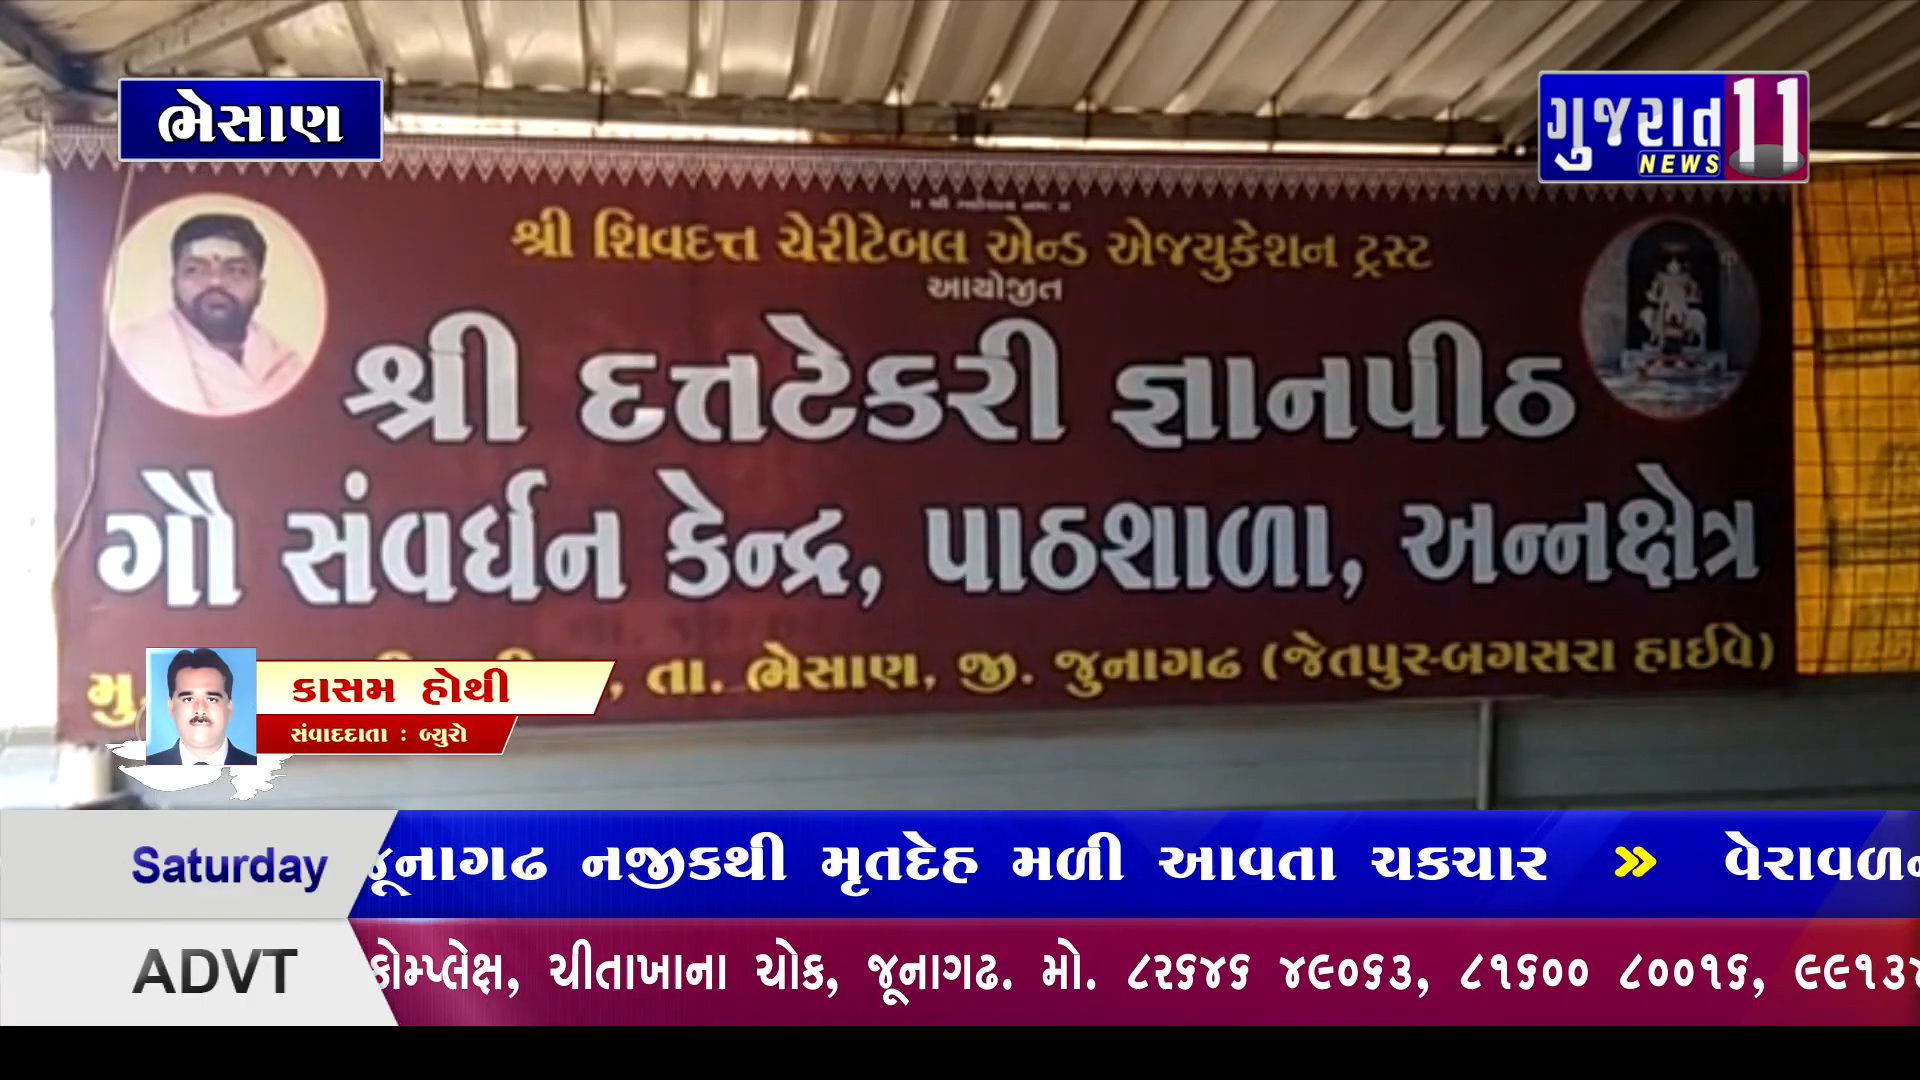 ભેસાણ
ગુજરાત 11
NEWS
શ્રી શિવદત્ત ચેરીટેબલ એન્ડ એજ્યુકેશન ટ્રસ્ટ
આયોજીત
શ્રી દત્તટેકરી જ્ઞાનપીઠ
ગૌ સંવર્ધન કેન્દ્ર, પાઠશાળા, અન્નક્ષેત્ર
મુ. તા. ભેસાણ, જી. જુનાગઢ (જેતપુર-બગસરા હાઈવે)
કાસમ હોથી
સંવાદદાતા : બ્યુરો
Saturday જૂનાગઢ નજીકથી મૃતદેહ મળી આવતા ચકચાર » વેરાવળ
ADVT કોમ્પ્લેક્ષ, ચીતાખાના ચોક, જૂનાગઢ. મો. ૮૨૬૪૬ ૪૯૦૬૩, ૮૧૬૦૦ ૮૦૦૧૬, ૯૯૧૩